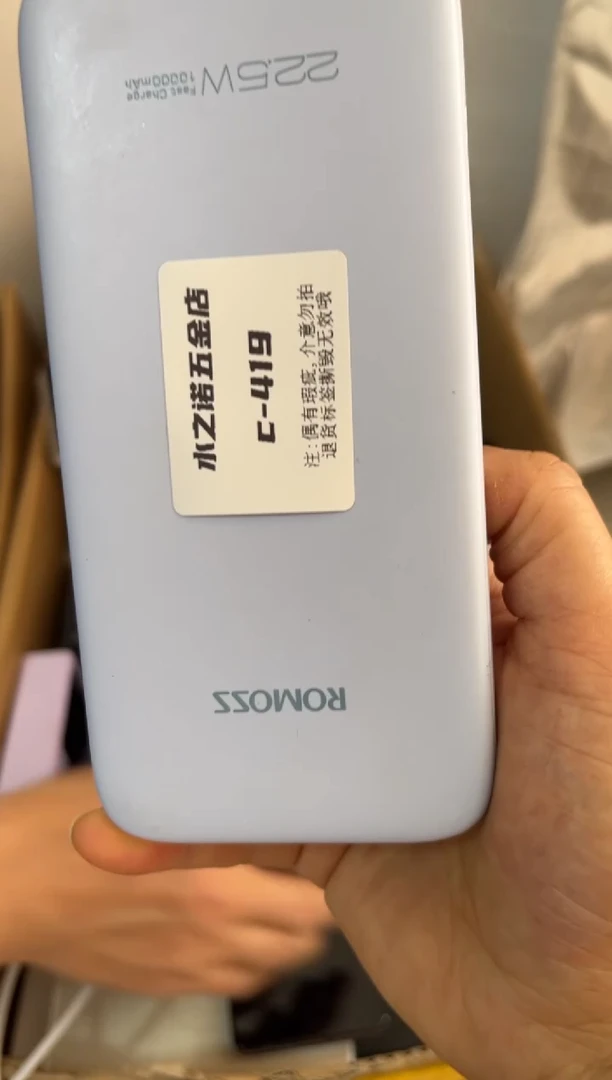 22.5W
Fast Charge
10000mAh
水之诺五金店
C-419
注：偶有瑕疵，介意勿拍
退货标签撕毁无效哦
ROMOSS